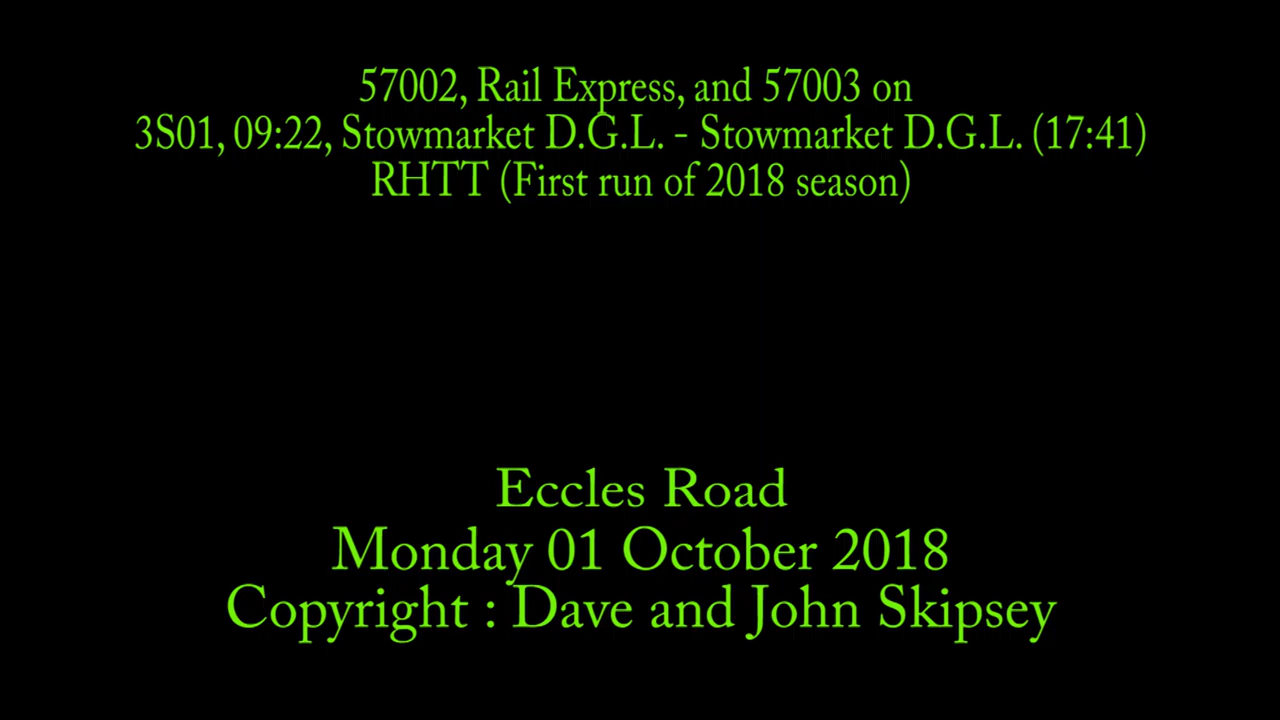 57002, Rail Express, and 57003 on
3S01, 09:22, Stowmarket D.G.L. - Stowmarket D.G.L. (17:41)
RHTT (First run of 2018 season)
Eccles Road
Monday 01 October 2018
Copyright : Dave and John Skipsey